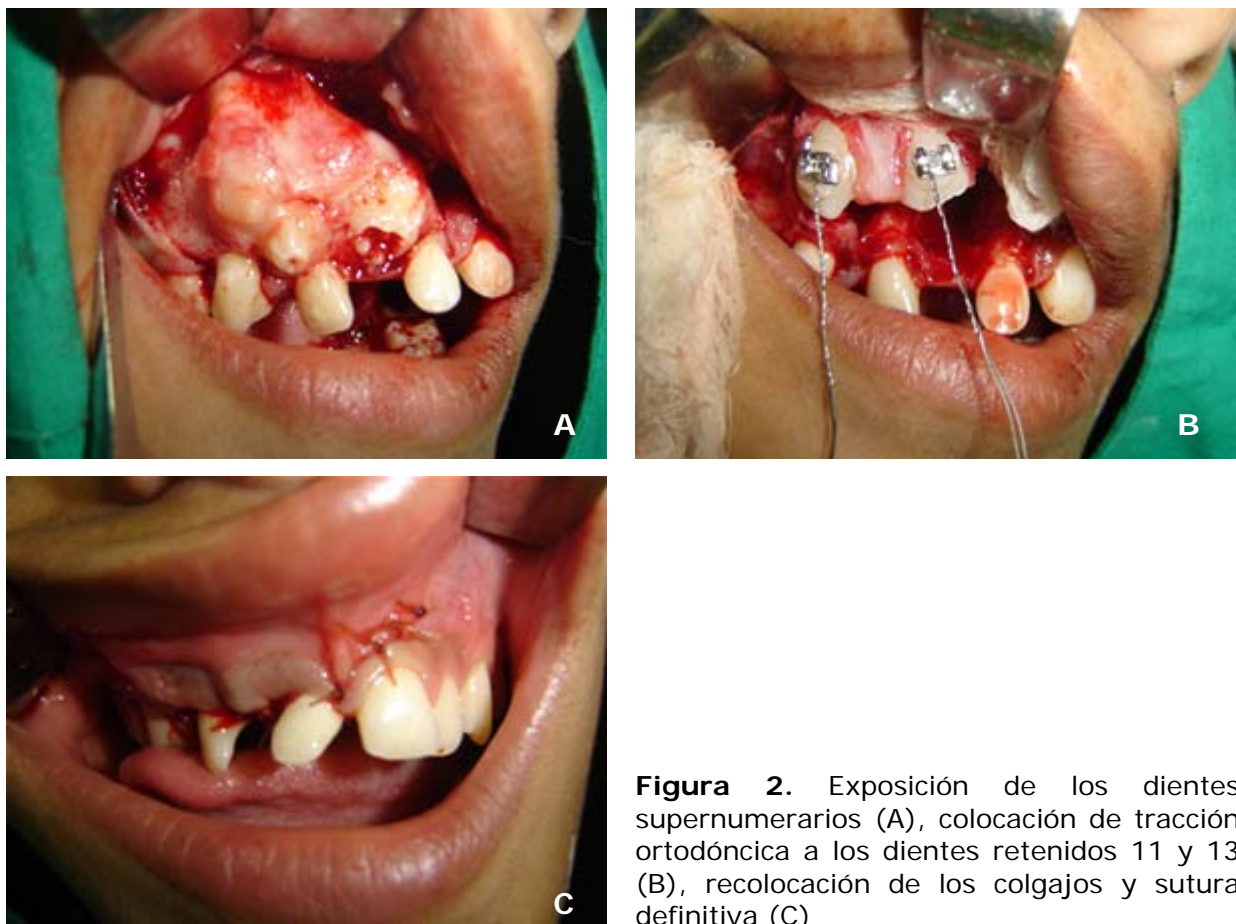 A
B
C
Figura 2. Exposición de los dientes
supernumerarios (A), colocación de tracción
ortodóncica a los dientes retenidos 11 y 13
(B), recolocación de los colgajos y sutura
definitiva (C)